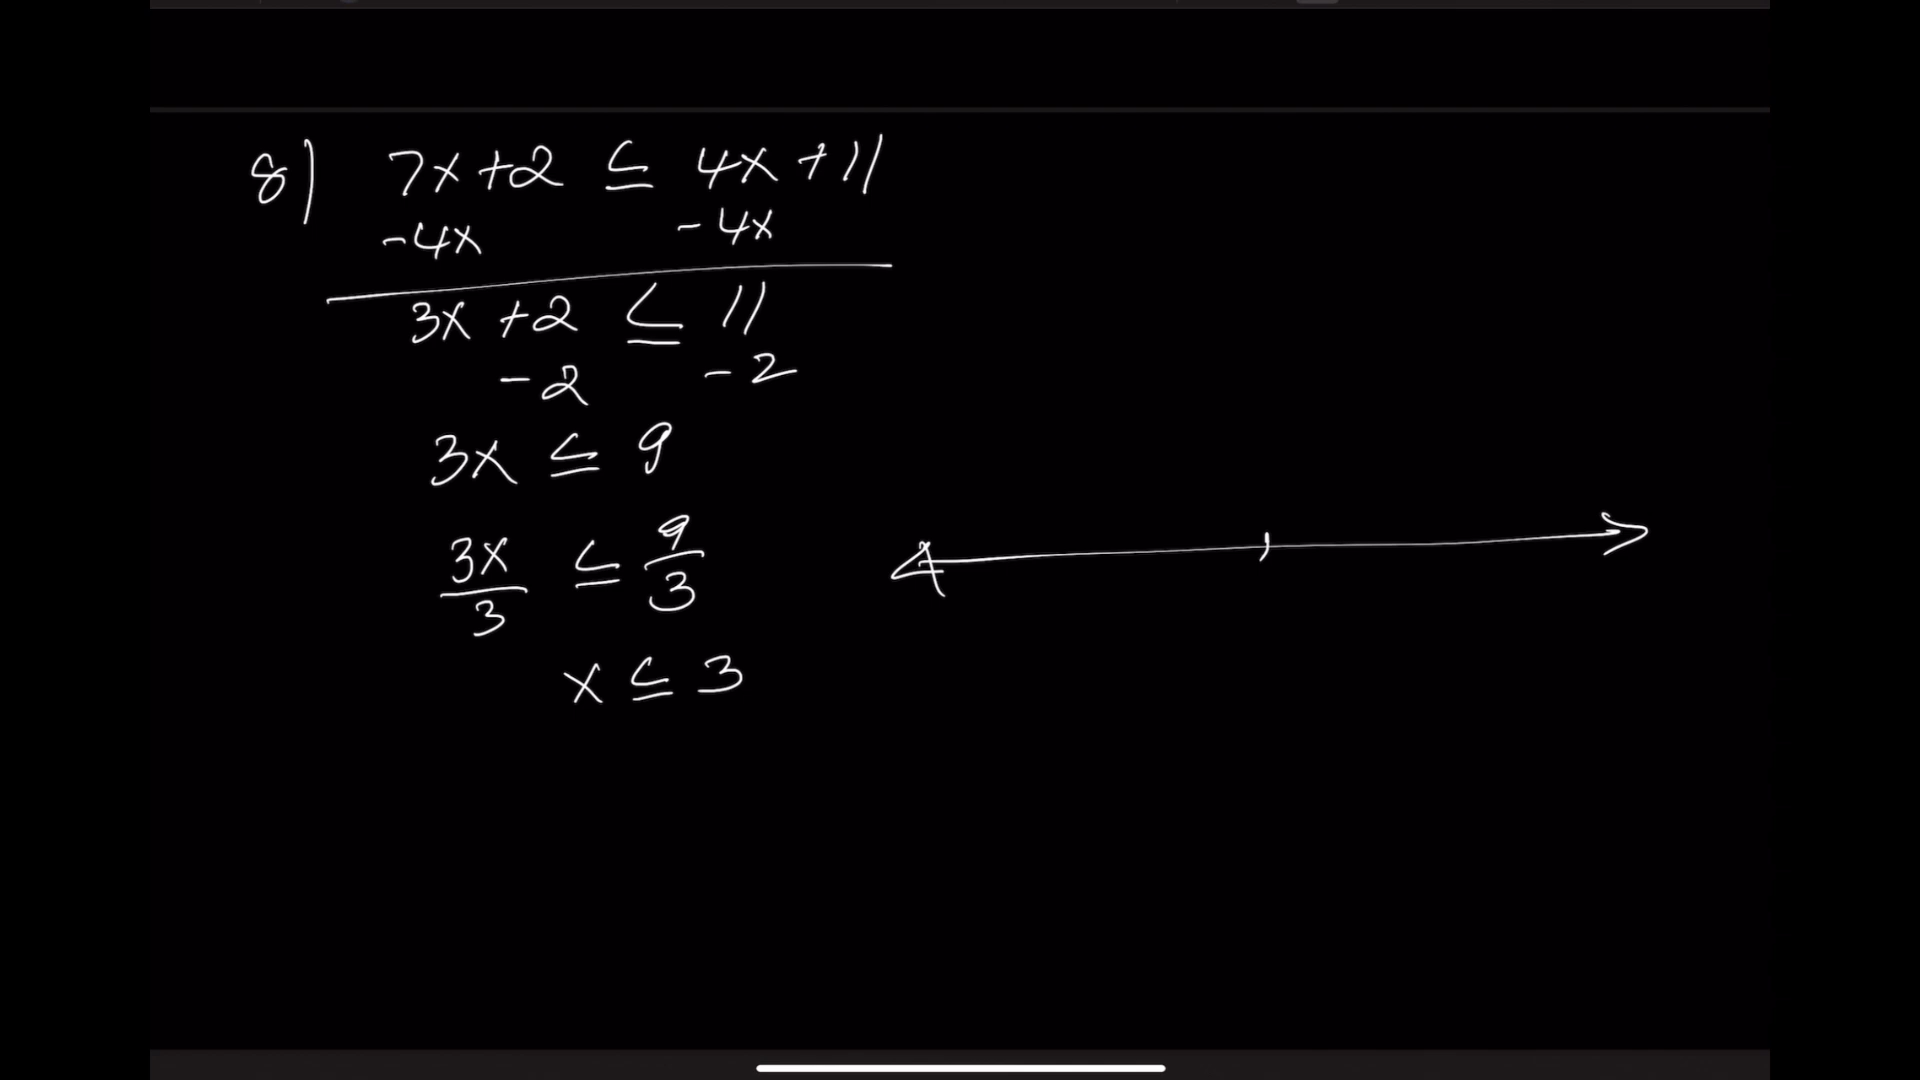 8) 7x + 2 ≤ 4x + 11
-4x - 4x
3x + 2 ≤ 11
- 2 - 2
3x ≤ 9
3x/3 ≤ 9/3
x ≤ 3